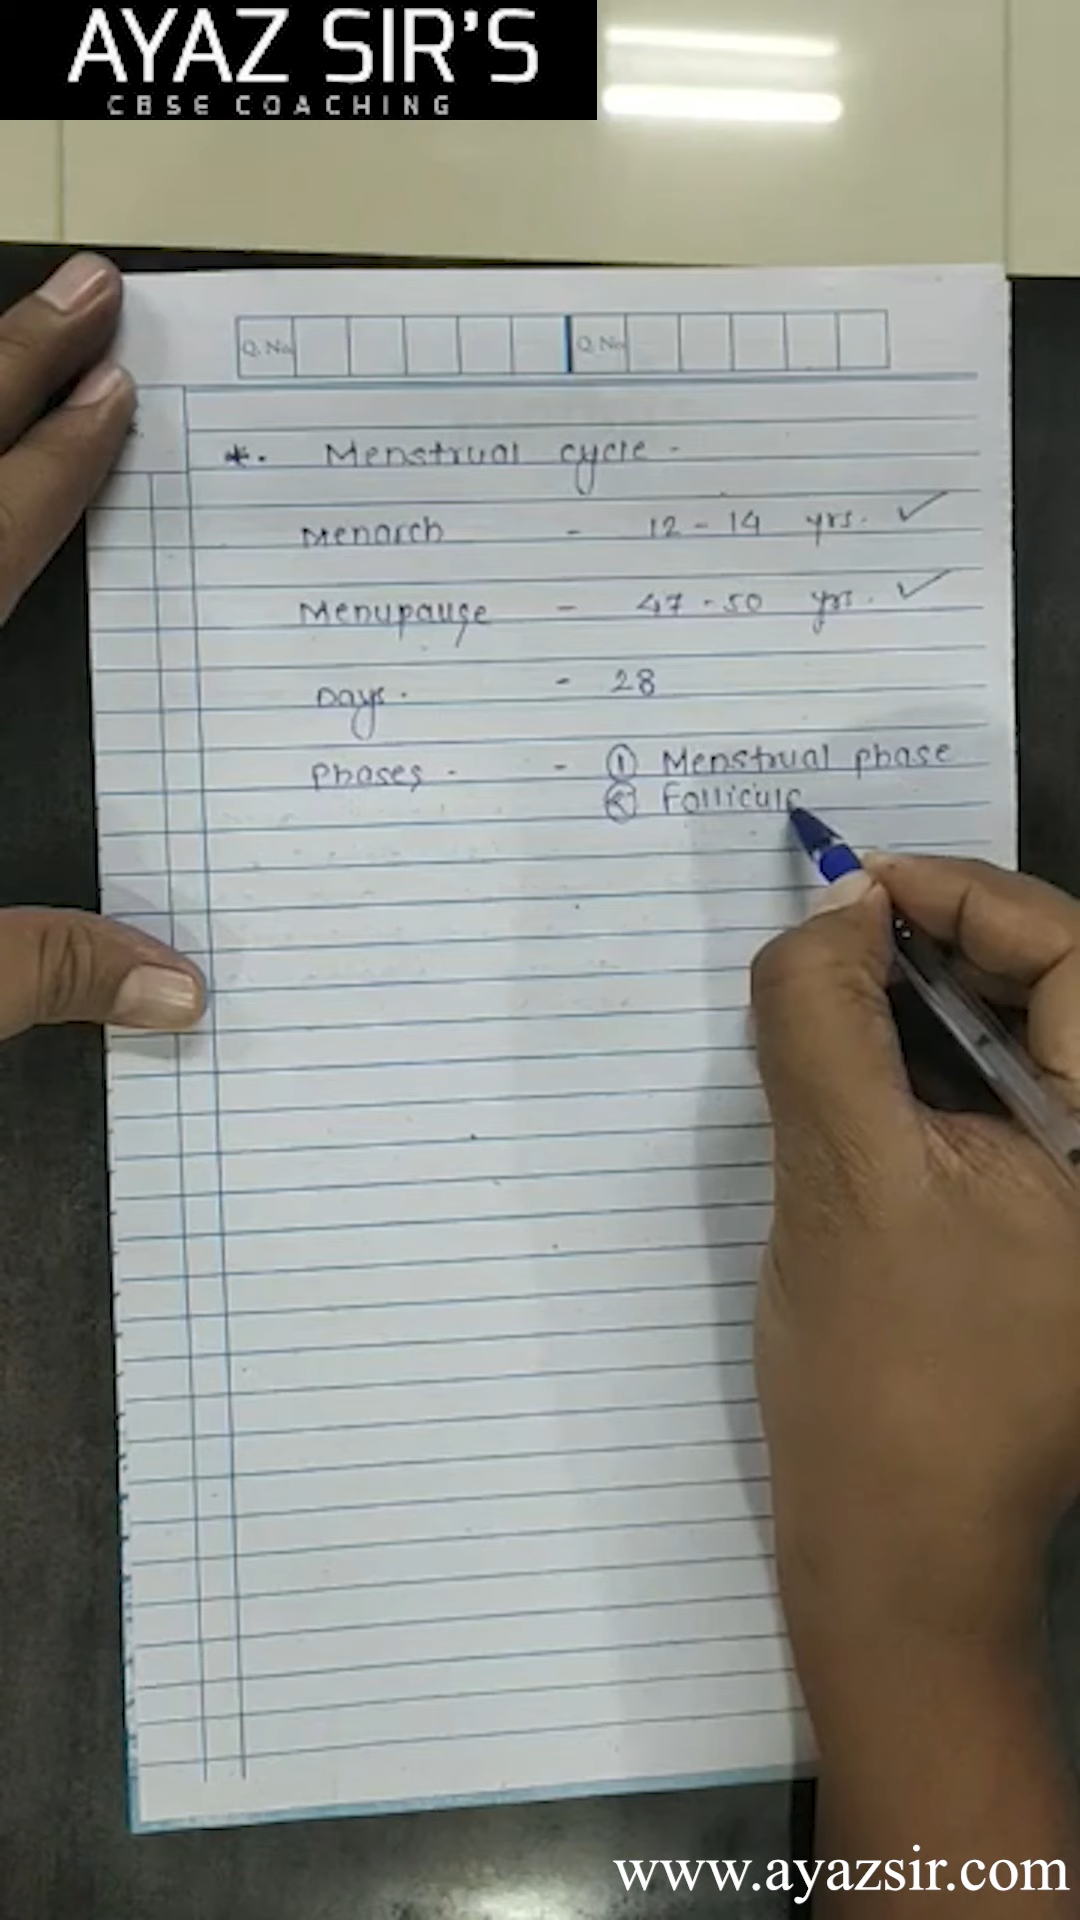 AYAZ SIR'S
CBSE COACHING
Q. No. Q. No.
*. Menstrual cycle -
Menarch - 12 - 14 yrs. ✓
Menupause - 47 - 50 yrs. ✓
Days. - 28
Phases - - ① Menstrual phase
② Follicula
www.ayazsir.com